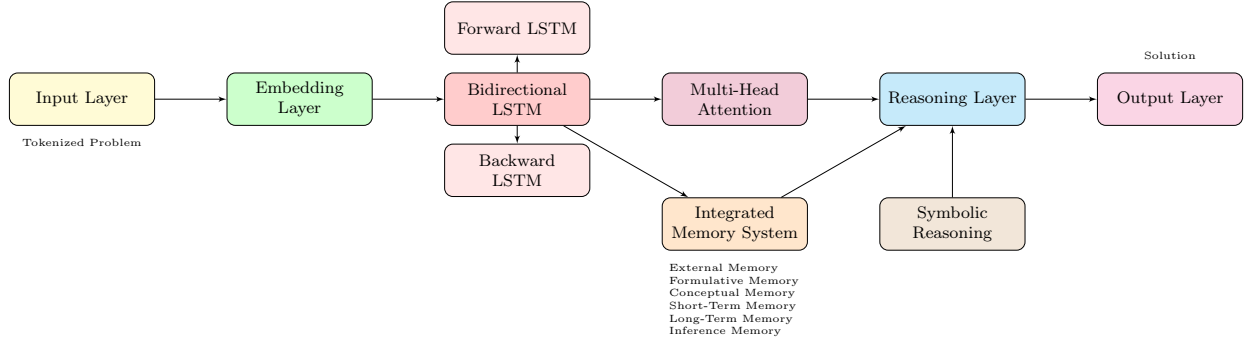 Forward LSTM
Solution
Input Layer
Embedding
Layer
Bidirectional
LSTM
Multi-Head
Attention
Reasoning Layer
Output Layer
Tokenized Problem
Backward
LSTM
Integrated
Memory System
Symbolic
Reasoning
External Memory
Formulative Memory
Conceptual Memory
Short-Term Memory
Long-Term Memory
Inference Memory